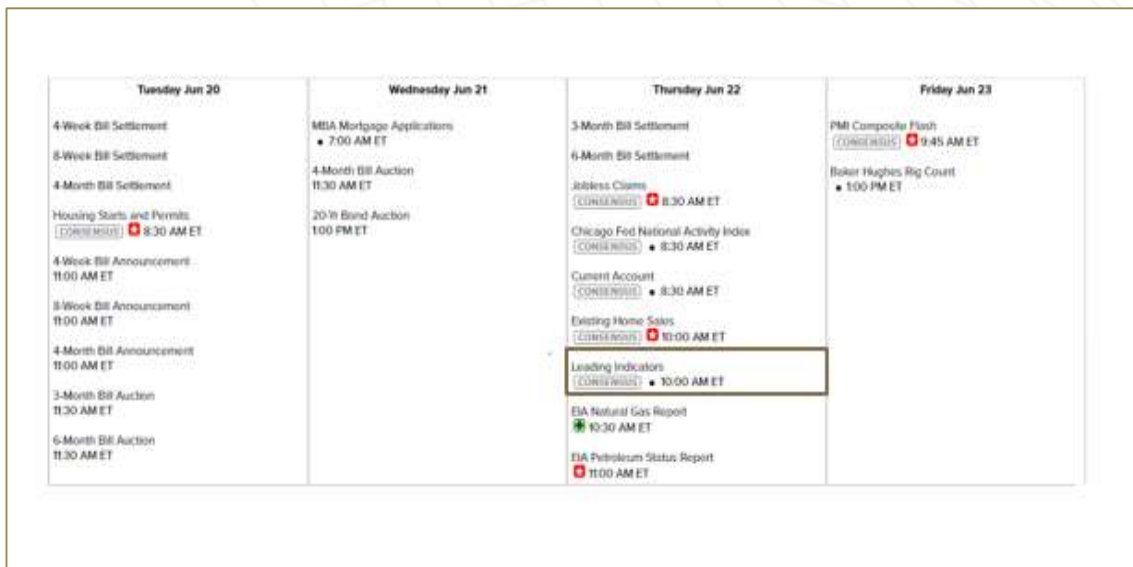 Tuesday Jun 20
4-Week Bill Settlement
8-Week Bill Settlement
4-Month Bill Settlement
Housing Starts and Permits
CONSENSUS 8:30 AM ET
4-Week Bill Announcement
11:00 AM ET
8-Week Bill Announcement
11:00 AM ET
4-Month Bill Announcement
11:00 AM ET
3-Month Bill Auction
11:30 AM ET
6-Month Bill Auction
11:30 AM ET
Wednesday Jun 21
MBA Mortgage Applications
• 7:00 AM ET
4-Month Bill Auction
11:30 AM ET
20-Yr Bond Auction
1:00 PM ET
Thursday Jun 22
3-Month Bill Settlement
6-Month Bill Settlement
Jobless Claims
CONSENSUS 8:30 AM ET
Chicago Fed National Activity Index
CONSENSUS • 8:30 AM ET
Current Account
CONSENSUS • 8:30 AM ET
Existing Home Sales
CONSENSUS 10:00 AM ET
Leading Indicators
CONSENSUS • 10:00 AM ET
EIA Natural Gas Report
10:30 AM ET
EIA Petroleum Status Report
11:00 AM ET
Friday Jun 23
PMI Composite Flash
CONSENSUS 9:45 AM ET
Baker Hughes Rig Count
• 1:00 PM ET